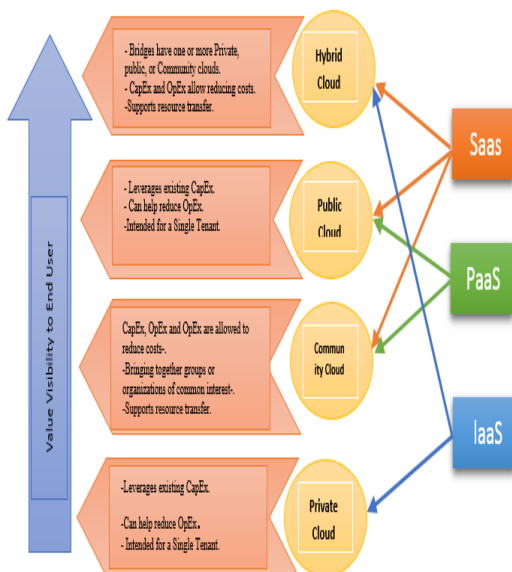 Value Visibility to End User
- Bridges have one or more Private,
public, or Community clouds.
- CapEx and OpEx allow reducing costs.
-Supports resource transfer.
Hybrid
Cloud
- Leverages existing CapEx.
- Can help reduce OpEx.
-Intended for a Single Tenant.
Public
Cloud
CapEx, OpEx and OpEx are allowed to
reduce costs-.
-Bringing together groups or
organizations of common interest-.
-Supports resource transfer.
Commun
ity Cloud
-Leverages existing CapEx.
-Can help reduce OpEx.
- Intended for a Single Tenant.
Private
Cloud
Saas
PaaS
IaaS